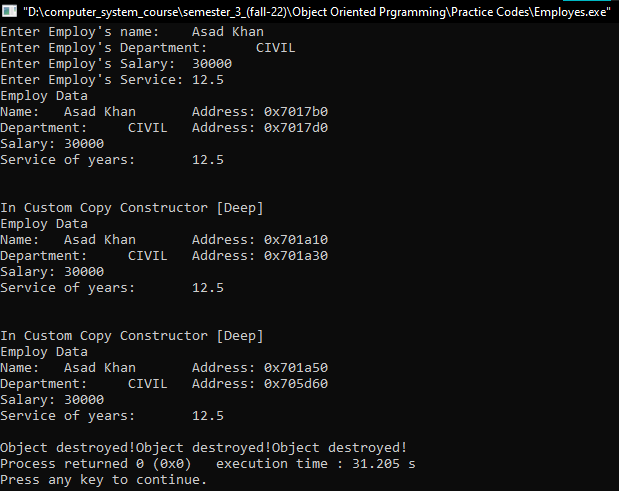 "D:\computer_system_course\semester_3_(fall-22)\Object Oriented Prgramming\Practice Codes\Employes.exe"
Enter Employ's name:    Asad Khan
Enter Employ's Department:      CIVIL
Enter Employ's Salary:  30000
Enter Employ's Service: 12.5
Employ Data
Name:   Asad Khan       Address: 0x7017b0
Department:     CIVIL   Address: 0x7017d0
Salary: 30000
Service of years:       12.5
In Custom Copy Constructor [Deep]
Employ Data
Name:   Asad Khan       Address: 0x701a10
Department:     CIVIL   Address: 0x701a30
Salary: 30000
Service of years:       12.5
In Custom Copy Constructor [Deep]
Employ Data
Name:   Asad Khan       Address: 0x701a50
Department:     CIVIL   Address: 0x705d60
Salary: 30000
Service of years:       12.5
Object destroyed!Object destroyed!Object destroyed!
Process returned 0 (0x0)   execution time : 31.205 s
Press any key to continue.